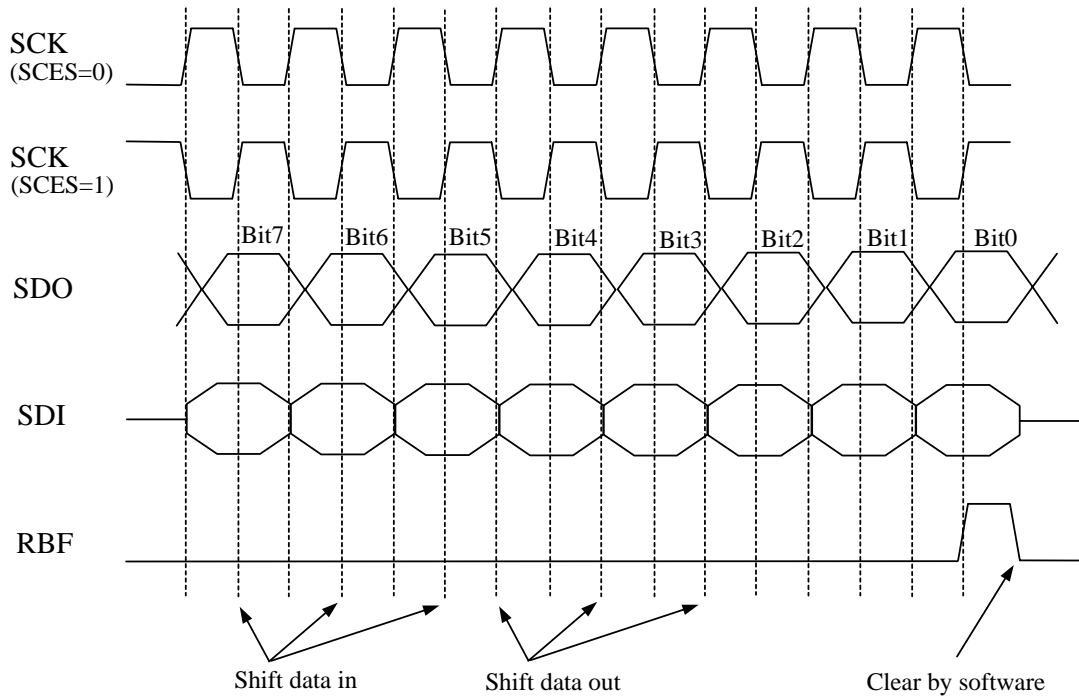 SCK
(SCES=0)
SCK
(SCES=1)
Bit7 Bit6 Bit5 Bit4 Bit3 Bit2 Bit1 Bit0
SDO
SDI
RBF
Shift data in Shift data out Clear by software